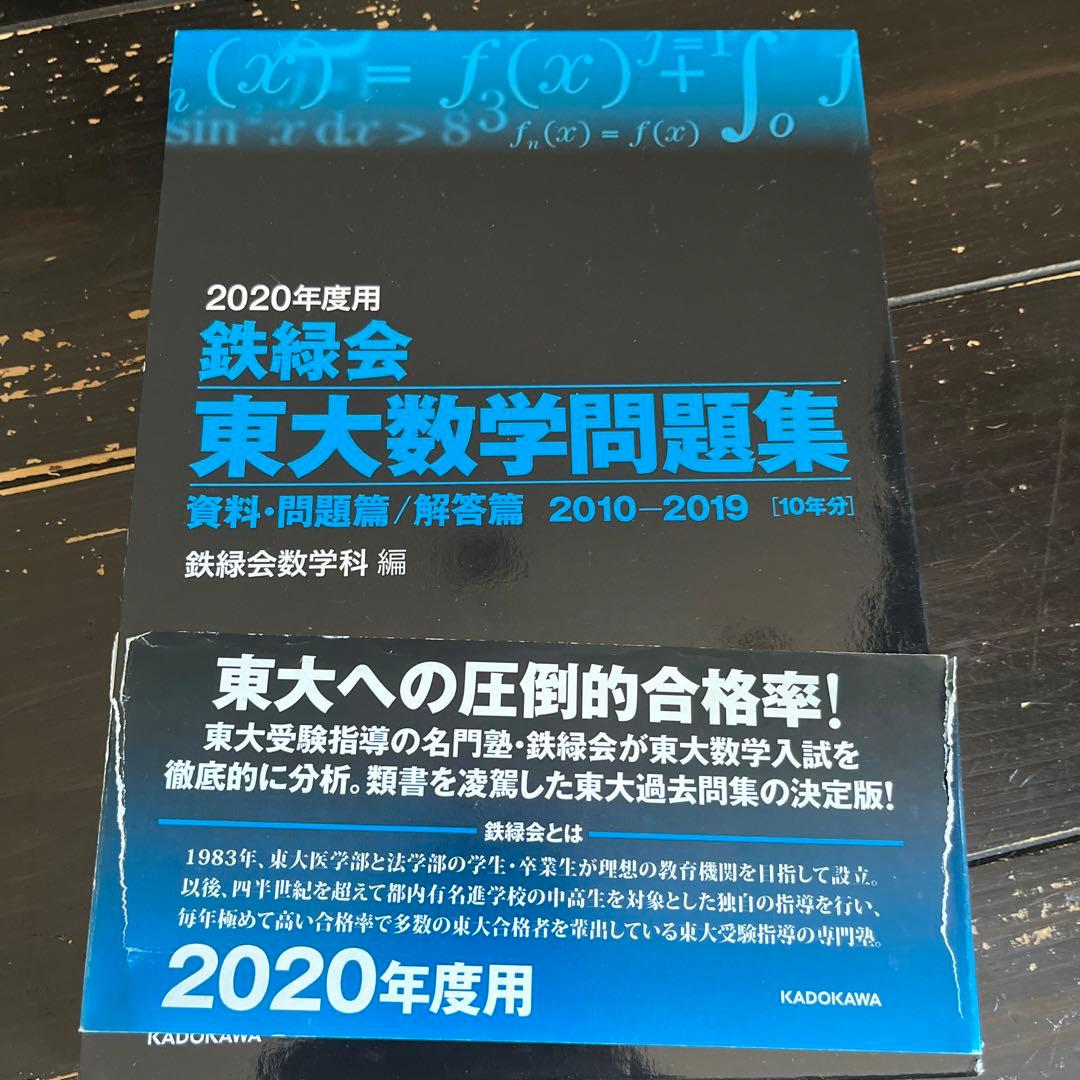 (x) = f(x) + ∫₀ f
j=1
n
3
sin² x dx > 8
fₙ(x) = f(x)
2020年度用
鉄緑会
東大数学問題集
資料・問題篇/解答篇 2010-2019 [10年分]
鉄緑会数学科 編
東大への圧倒的合格率!
東大受験指導の名門塾・鉄緑会が東大数学入試を
徹底的に分析。類書を凌駕した東大過去問集の決定版!
鉄緑会とは
1983年、東大医学部と法学部の学生・卒業生が理想の教育機関を目指して設立。
以後、四半世紀を超えて都内有名進学校の中高生を対象とした独自の指導を行い、
毎年極めて高い合格率で多数の東大合格者を輩出している東大受験指導の専門塾。
2020年度用
KADOKAWA
KADOKAWA